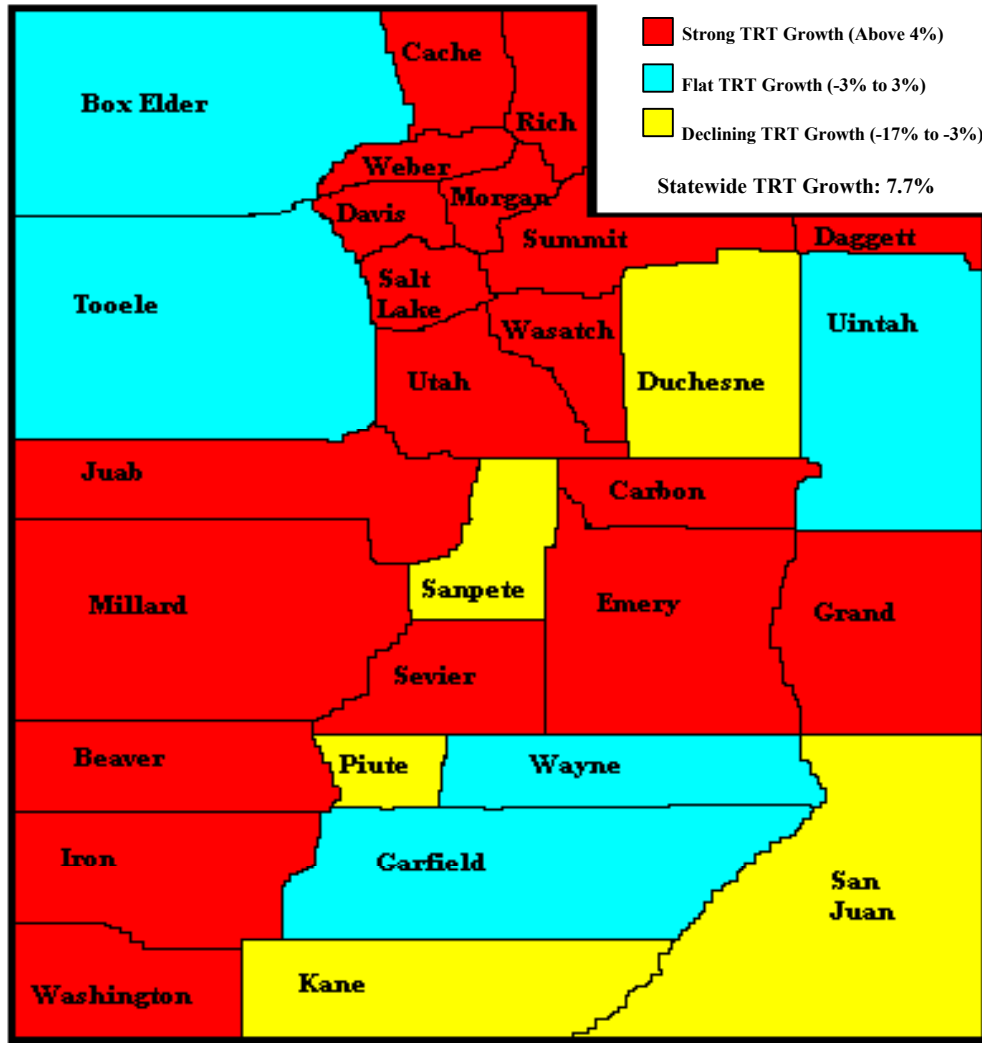 Strong TRT Growth (Above 4%)
Flat TRT Growth (-3% to 3%)
Declining TRT Growth (-17% to -3%)
Statewide TRT Growth: 7.7%
Cache
Box Elder
Rich
Weber
Morgan
Davis
Summit
Daggett
Salt
Lake
Tooele
Wasatch
Uintah
Utah
Duchesne
Juab
Carbon
Sanpete
Millard
Emery
Grand
Sevier
Beaver
Piute
Wayne
Iron
Garfield
San
Juan
Kane
Washington